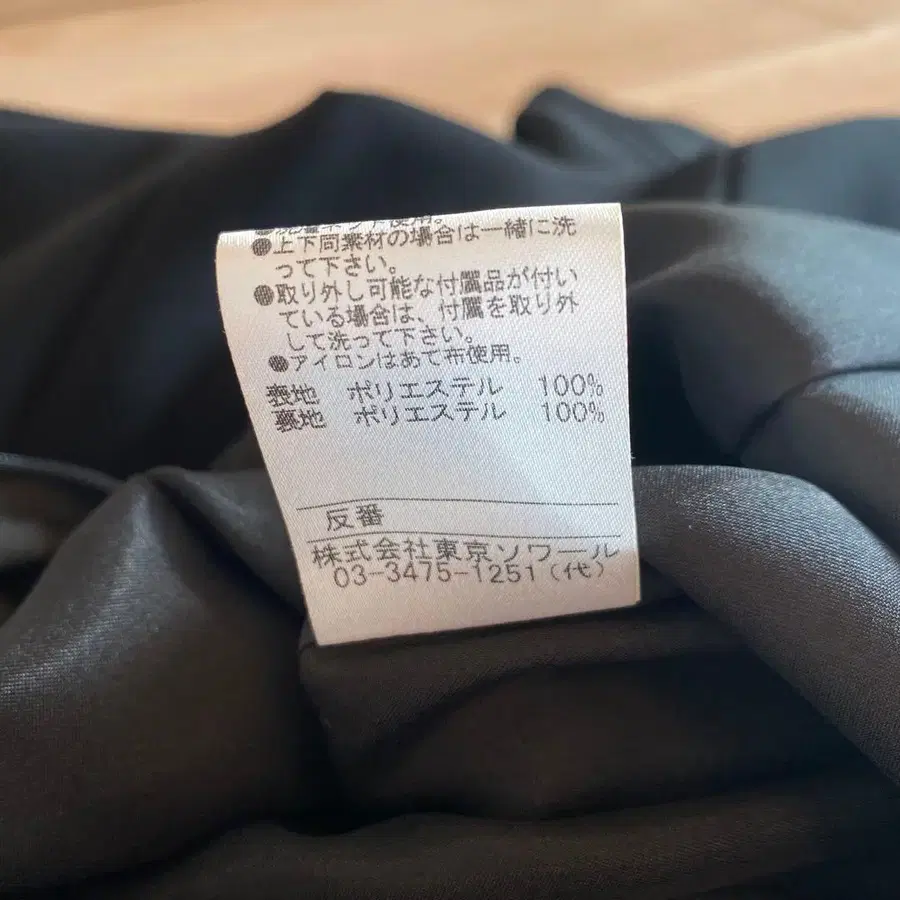 使用。
●上下同素材の場合は一緒に洗
って下さい。
●取り外し可能な付属品が付い
ている場合は、付属を取り外
して洗って下さい。
●アイロンはあて布使用。
表地 ポリエステル 100%
裏地 ポリエステル 100%
反番
株式会社東京ソワール
03-3475-1251(代)